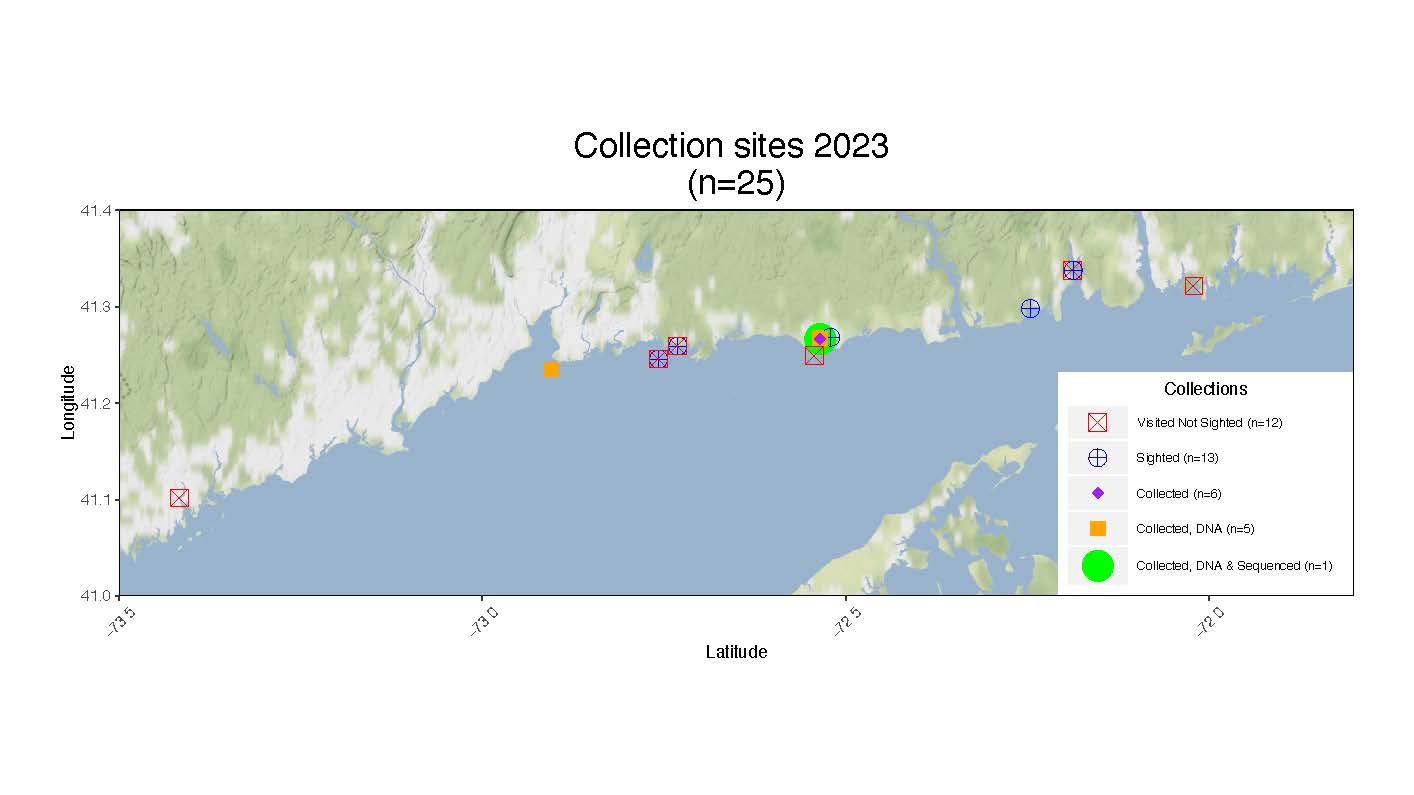 Collection sites 2023
(n=25)
41.4
41.3
41.2
41.1
41.0
Longitude
-73.5
-73.0
-72.5
-72.0
Latitude
Collections
Visited Not Sighted (n=12)
Sighted (n=13)
Collected (n=6)
Collected, DNA (n=5)
Collected, DNA & Sequenced (n=1)